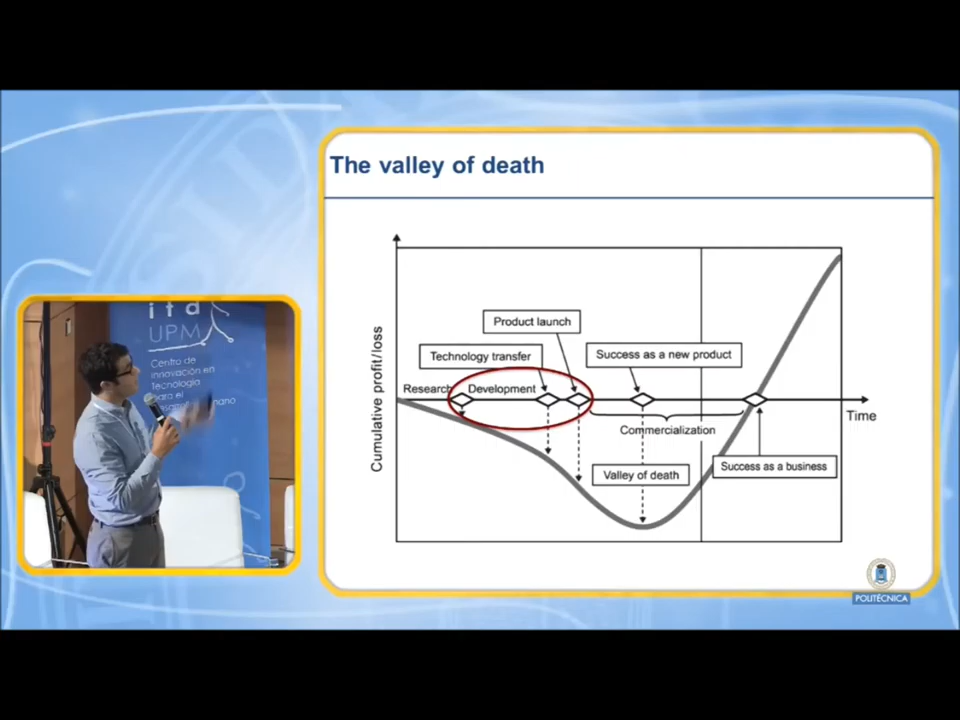 The valley of death
Product launch
Technology transfer
Success as a new product
Research
Development
Cumulative profit/loss
Time
Commercialization
Valley of death
Success as a business
itd
UPM
Centro de
Innovación en
Tecnología
para el
POLITÉCNICA